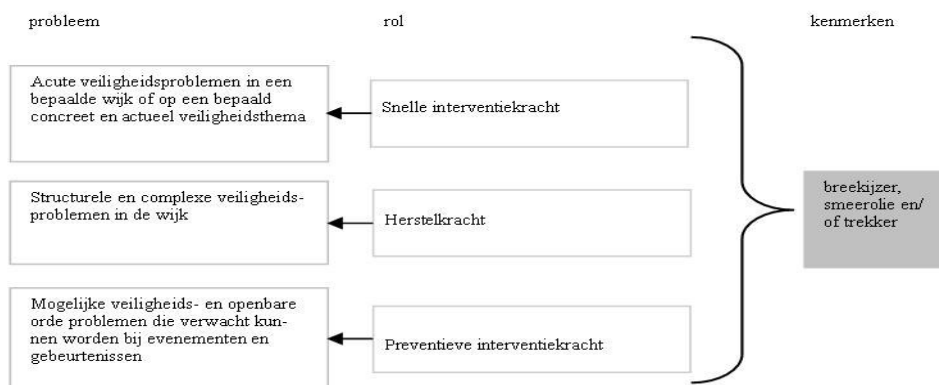 probleem
rol
kenmerken
Acute veiligheidsproblemen in een
bepaalde wijk of op een bepaald
concreet en actueel veiligheidsthema
Snelle interventiekracht
Structurele en complexe veiligheids-
problemen in de wijk
Herstelkracht
breekijzer,
smeerolie en/
of trekker
Mogelijke veiligheids- en openbare
orde problemen die verwacht kun-
nen worden bij evenementen en
gebeurtenissen
Preventieve interventiekracht